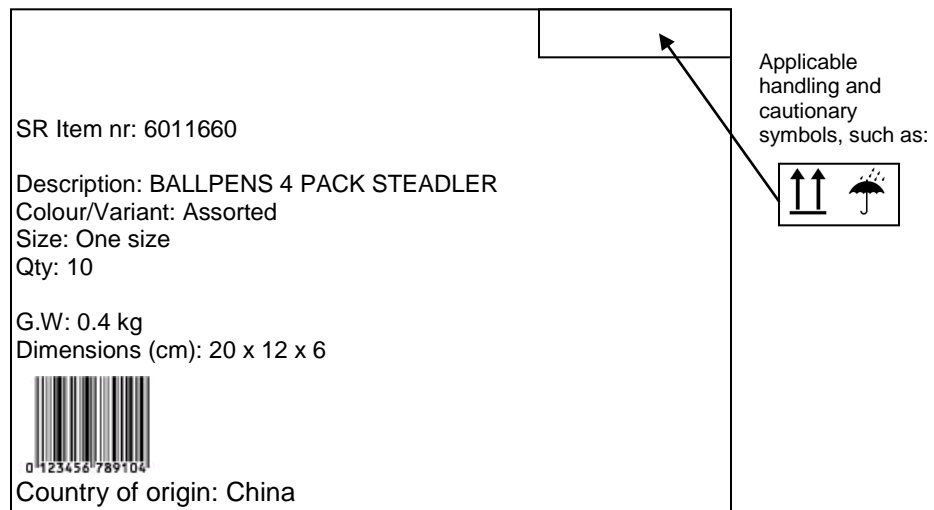 Applicable
handling and
cautionary
symbols, such as:
SR Item nr: 6011660
Description: BALLPENS 4 PACK STEADLER
Colour/Variant: Assorted
Size: One size
Qty: 10
G.W: 0.4 kg
Dimensions (cm): 20 x 12 x 6
0 123456 789104
Country of origin: China